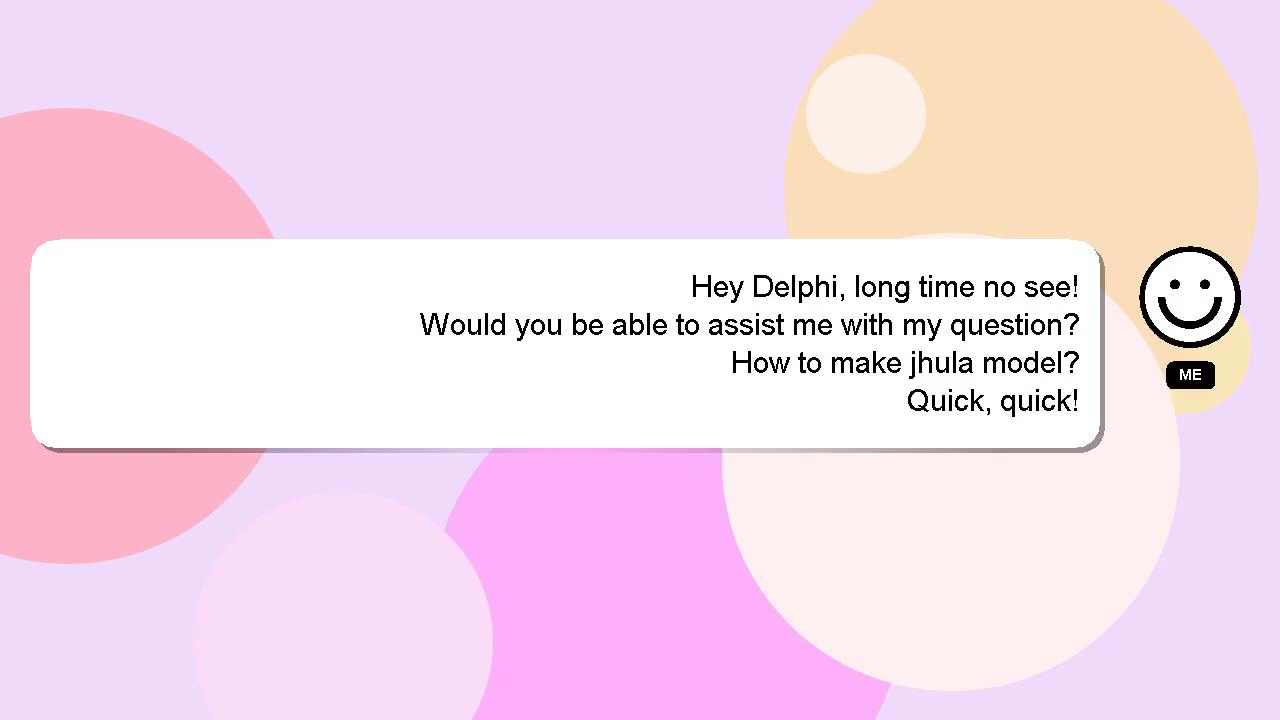 Hey Delphi, long time no see!
Would you be able to assist me with my question?
How to make jhula model?
Quick, quick!
ME